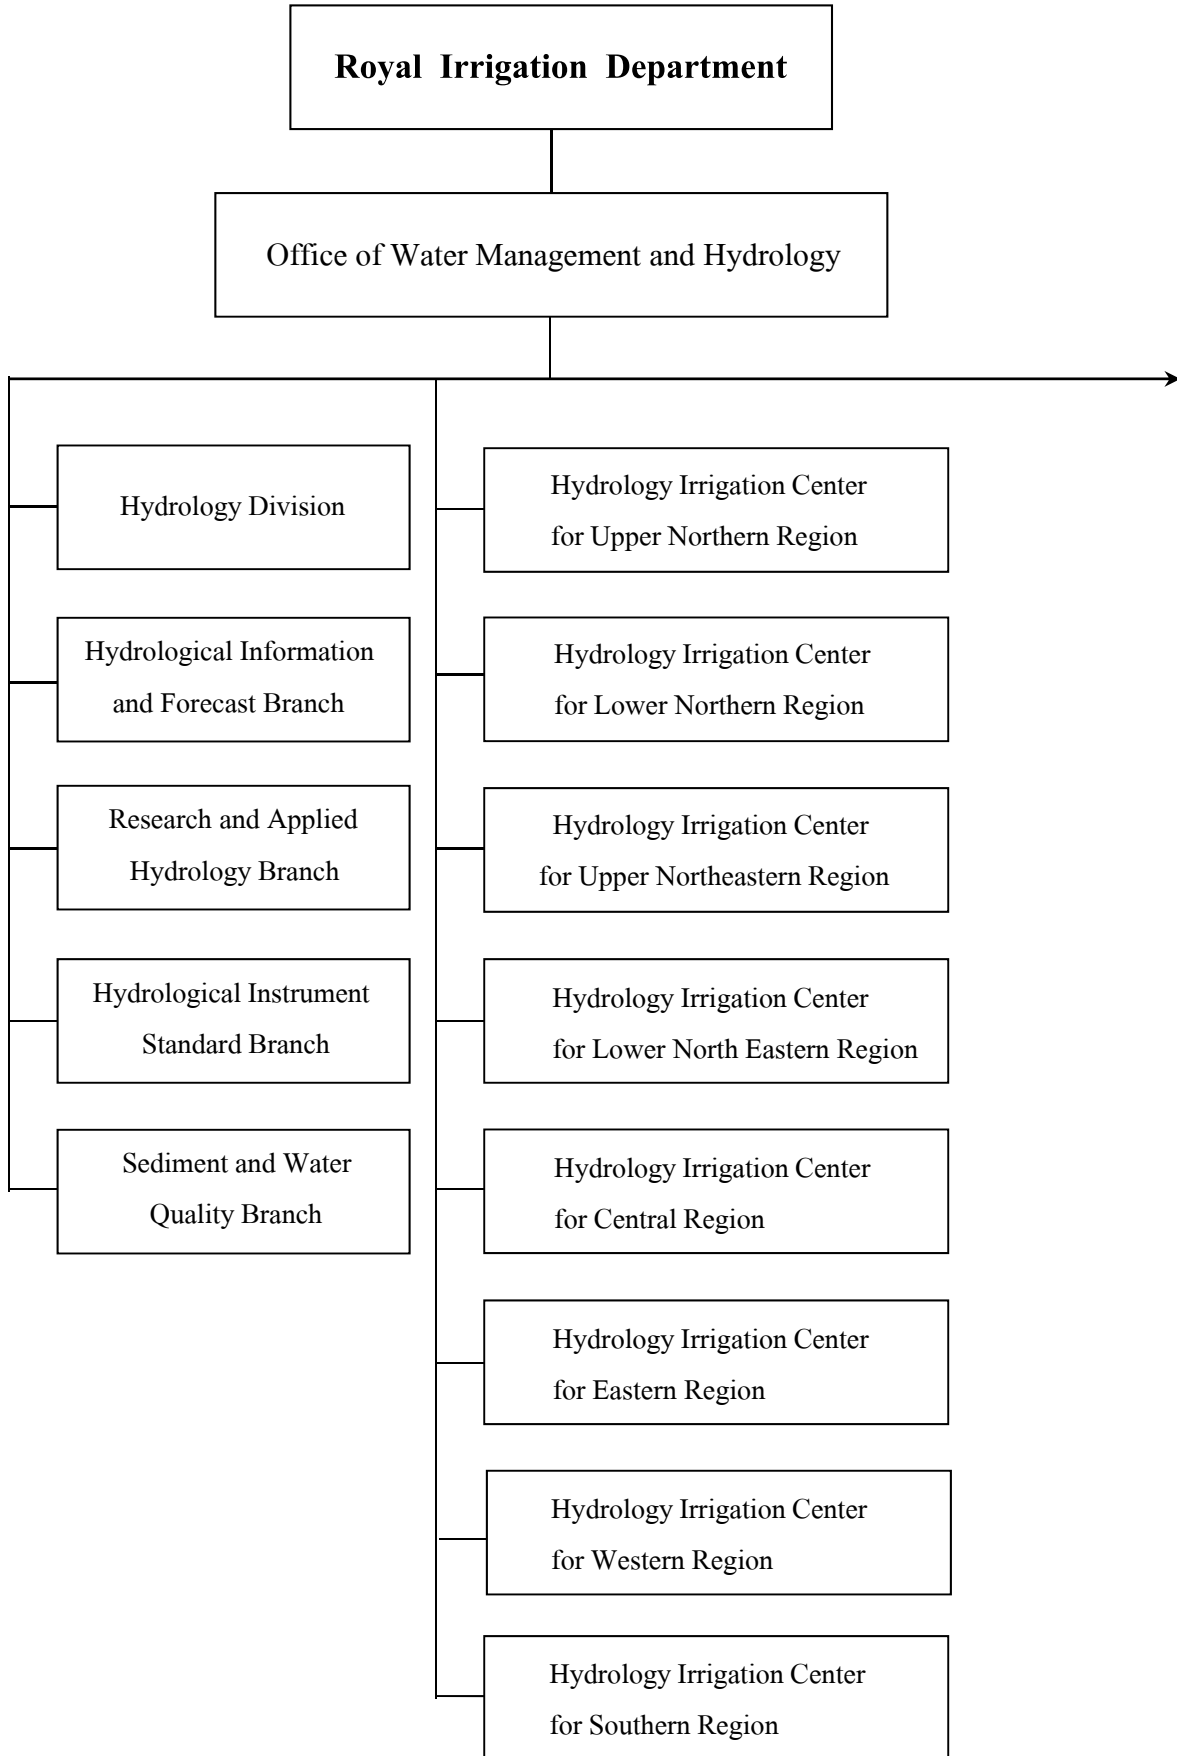 Royal Irrigation Department
Office of Water Management and Hydrology
Hydrology Division
Hydrological Information
and Forecast Branch
Research and Applied
Hydrology Branch
Hydrological Instrument
Standard Branch
Sediment and Water
Quality Branch
Hydrology Irrigation Center
for Upper Northern Region
Hydrology Irrigation Center
for Lower Northern Region
Hydrology Irrigation Center
for Upper Northeastern Region
Hydrology Irrigation Center
for Lower North Eastern Region
Hydrology Irrigation Center
for Central Region
Hydrology Irrigation Center
for Eastern Region
Hydrology Irrigation Center
for Western Region
Hydrology Irrigation Center
for Southern Region